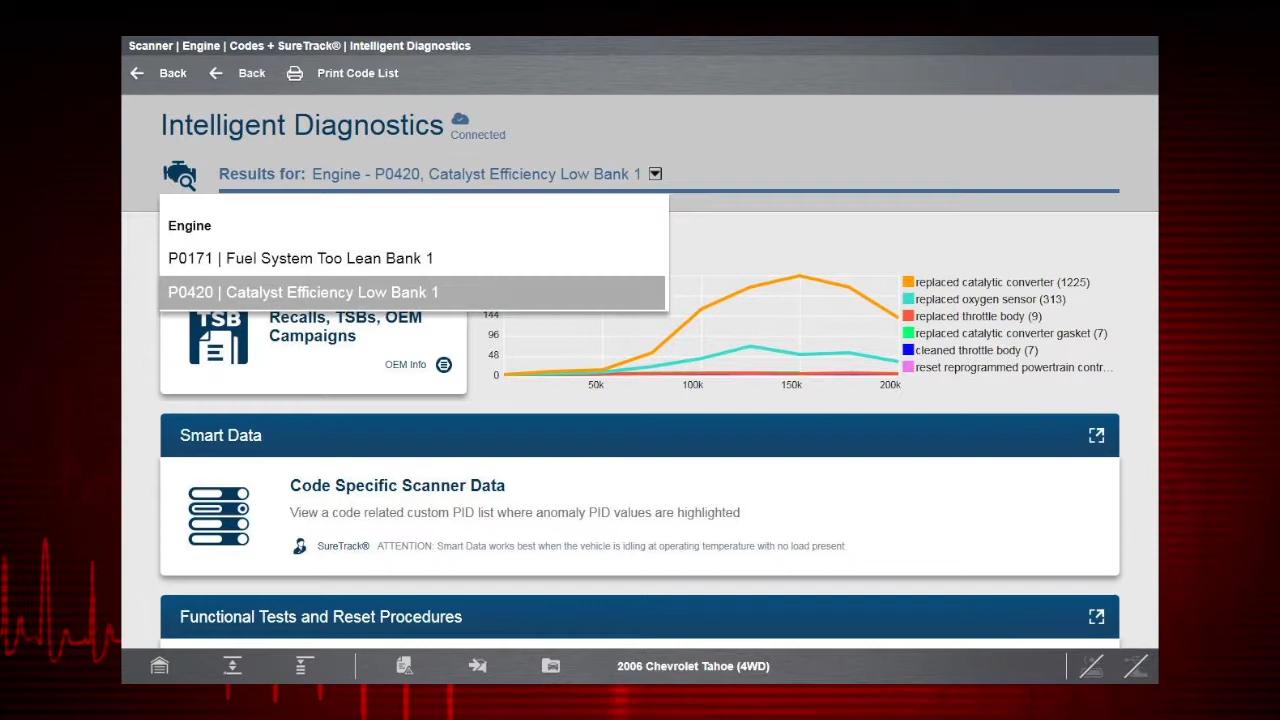 Scanner | Engine | Codes + SureTrack® | Intelligent Diagnostics
Back Back Print Code List
Intelligent Diagnostics
Connected
Results for: Engine - P0420, Catalyst Efficiency Low Bank 1
Engine
P0171 | Fuel System Too Lean Bank 1
P0420 | Catalyst Efficiency Low Bank 1
TSB
Recalls, TSBs, OEM
Campaigns
OEM Info
144
96
48
0
50k 100k 150k 200k
replaced catalytic converter (1225)
replaced oxygen sensor (313)
replaced throttle body (9)
replaced catalytic converter gasket (7)
cleaned throttle body (7)
reset reprogrammed powertrain contr...
Smart Data
Code Specific Scanner Data
View a code related custom PID list where anomaly PID values are highlighted
SureTrack® ATTENTION: Smart Data works best when the vehicle is idling at operating temperature with no load present
Functional Tests and Reset Procedures
2006 Chevrolet Tahoe (4WD)